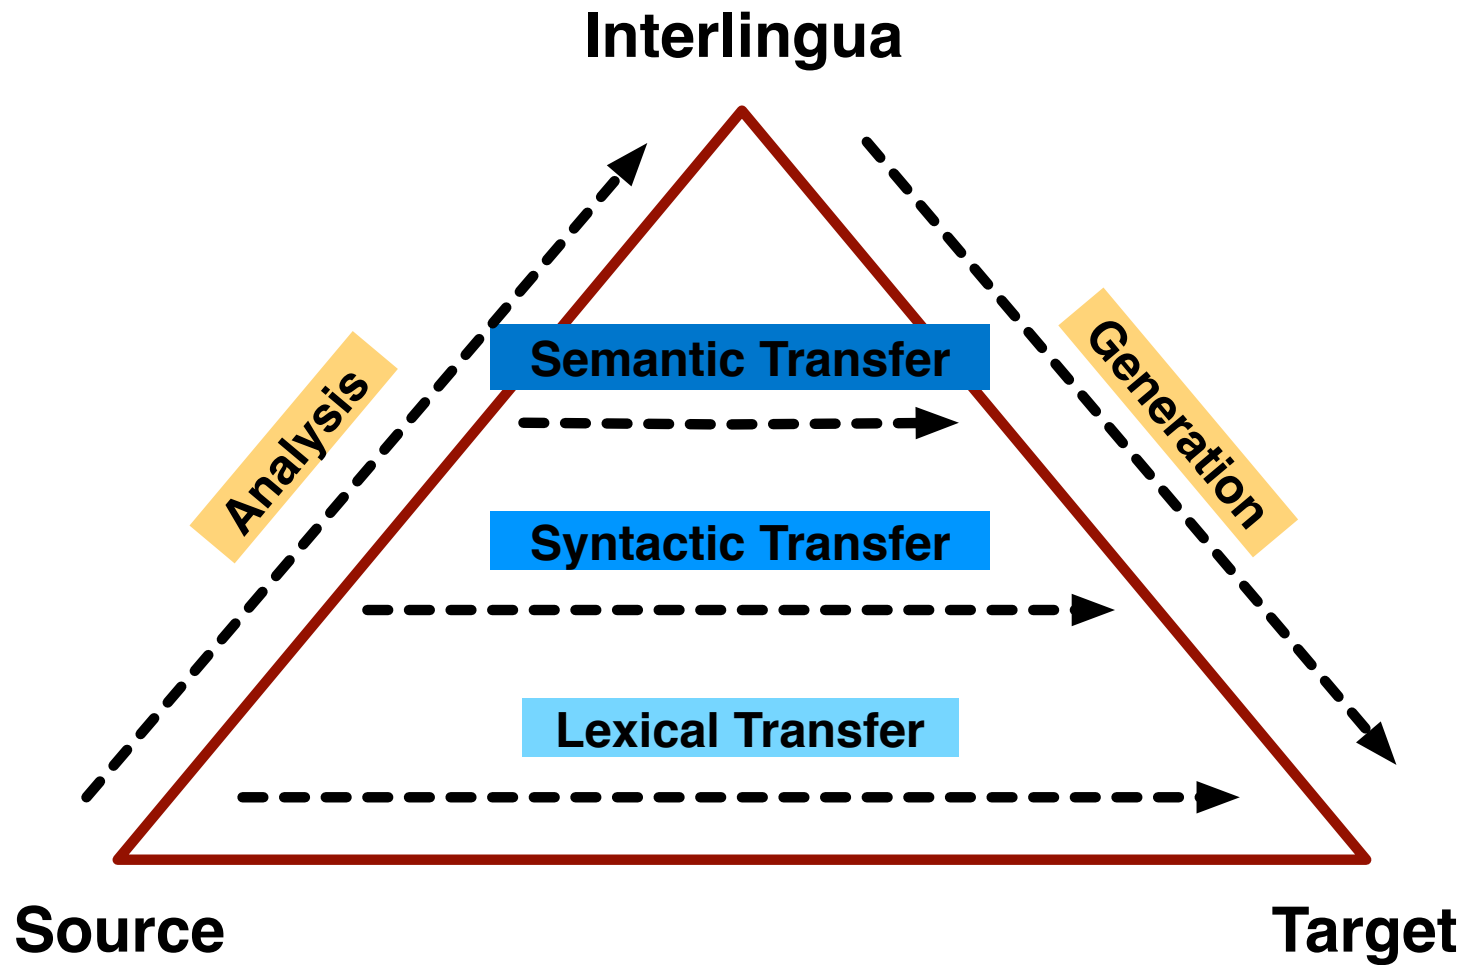 Interlingua
Analysis
Generation
Semantic Transfer
Syntactic Transfer
Lexical Transfer
Source
Target